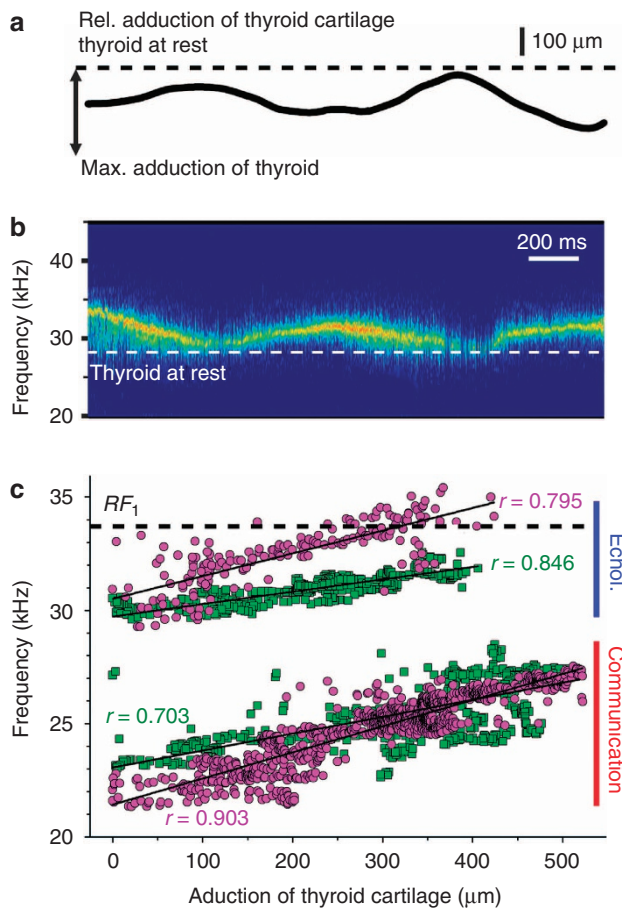 a
Rel. adduction of thyroid cartilage
thyroid at rest
100 μm
Max. adduction of thyroid
b
Frequency (kHz)
40
30
20
200 ms
Thyroid at rest
c
Frequency (kHz)
35
30
25
20
RF1
r = 0.795
r = 0.846
r = 0.703
r = 0.903
Echol.
Communication
0 100 200 300 400 500
Aduction of thyroid cartilage (μm)